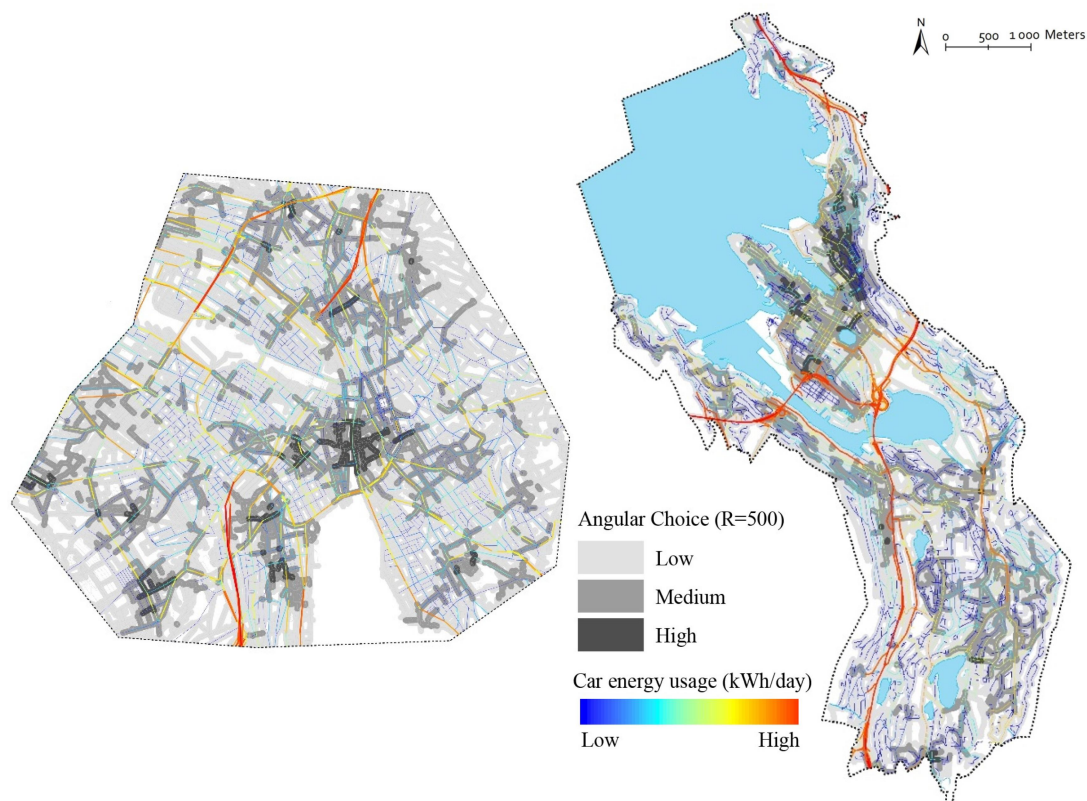 N
0 500 1 000 Meters
Angular Choice (R=500)
Low
Medium
High
Car energy usage (kWh/day)
Low High